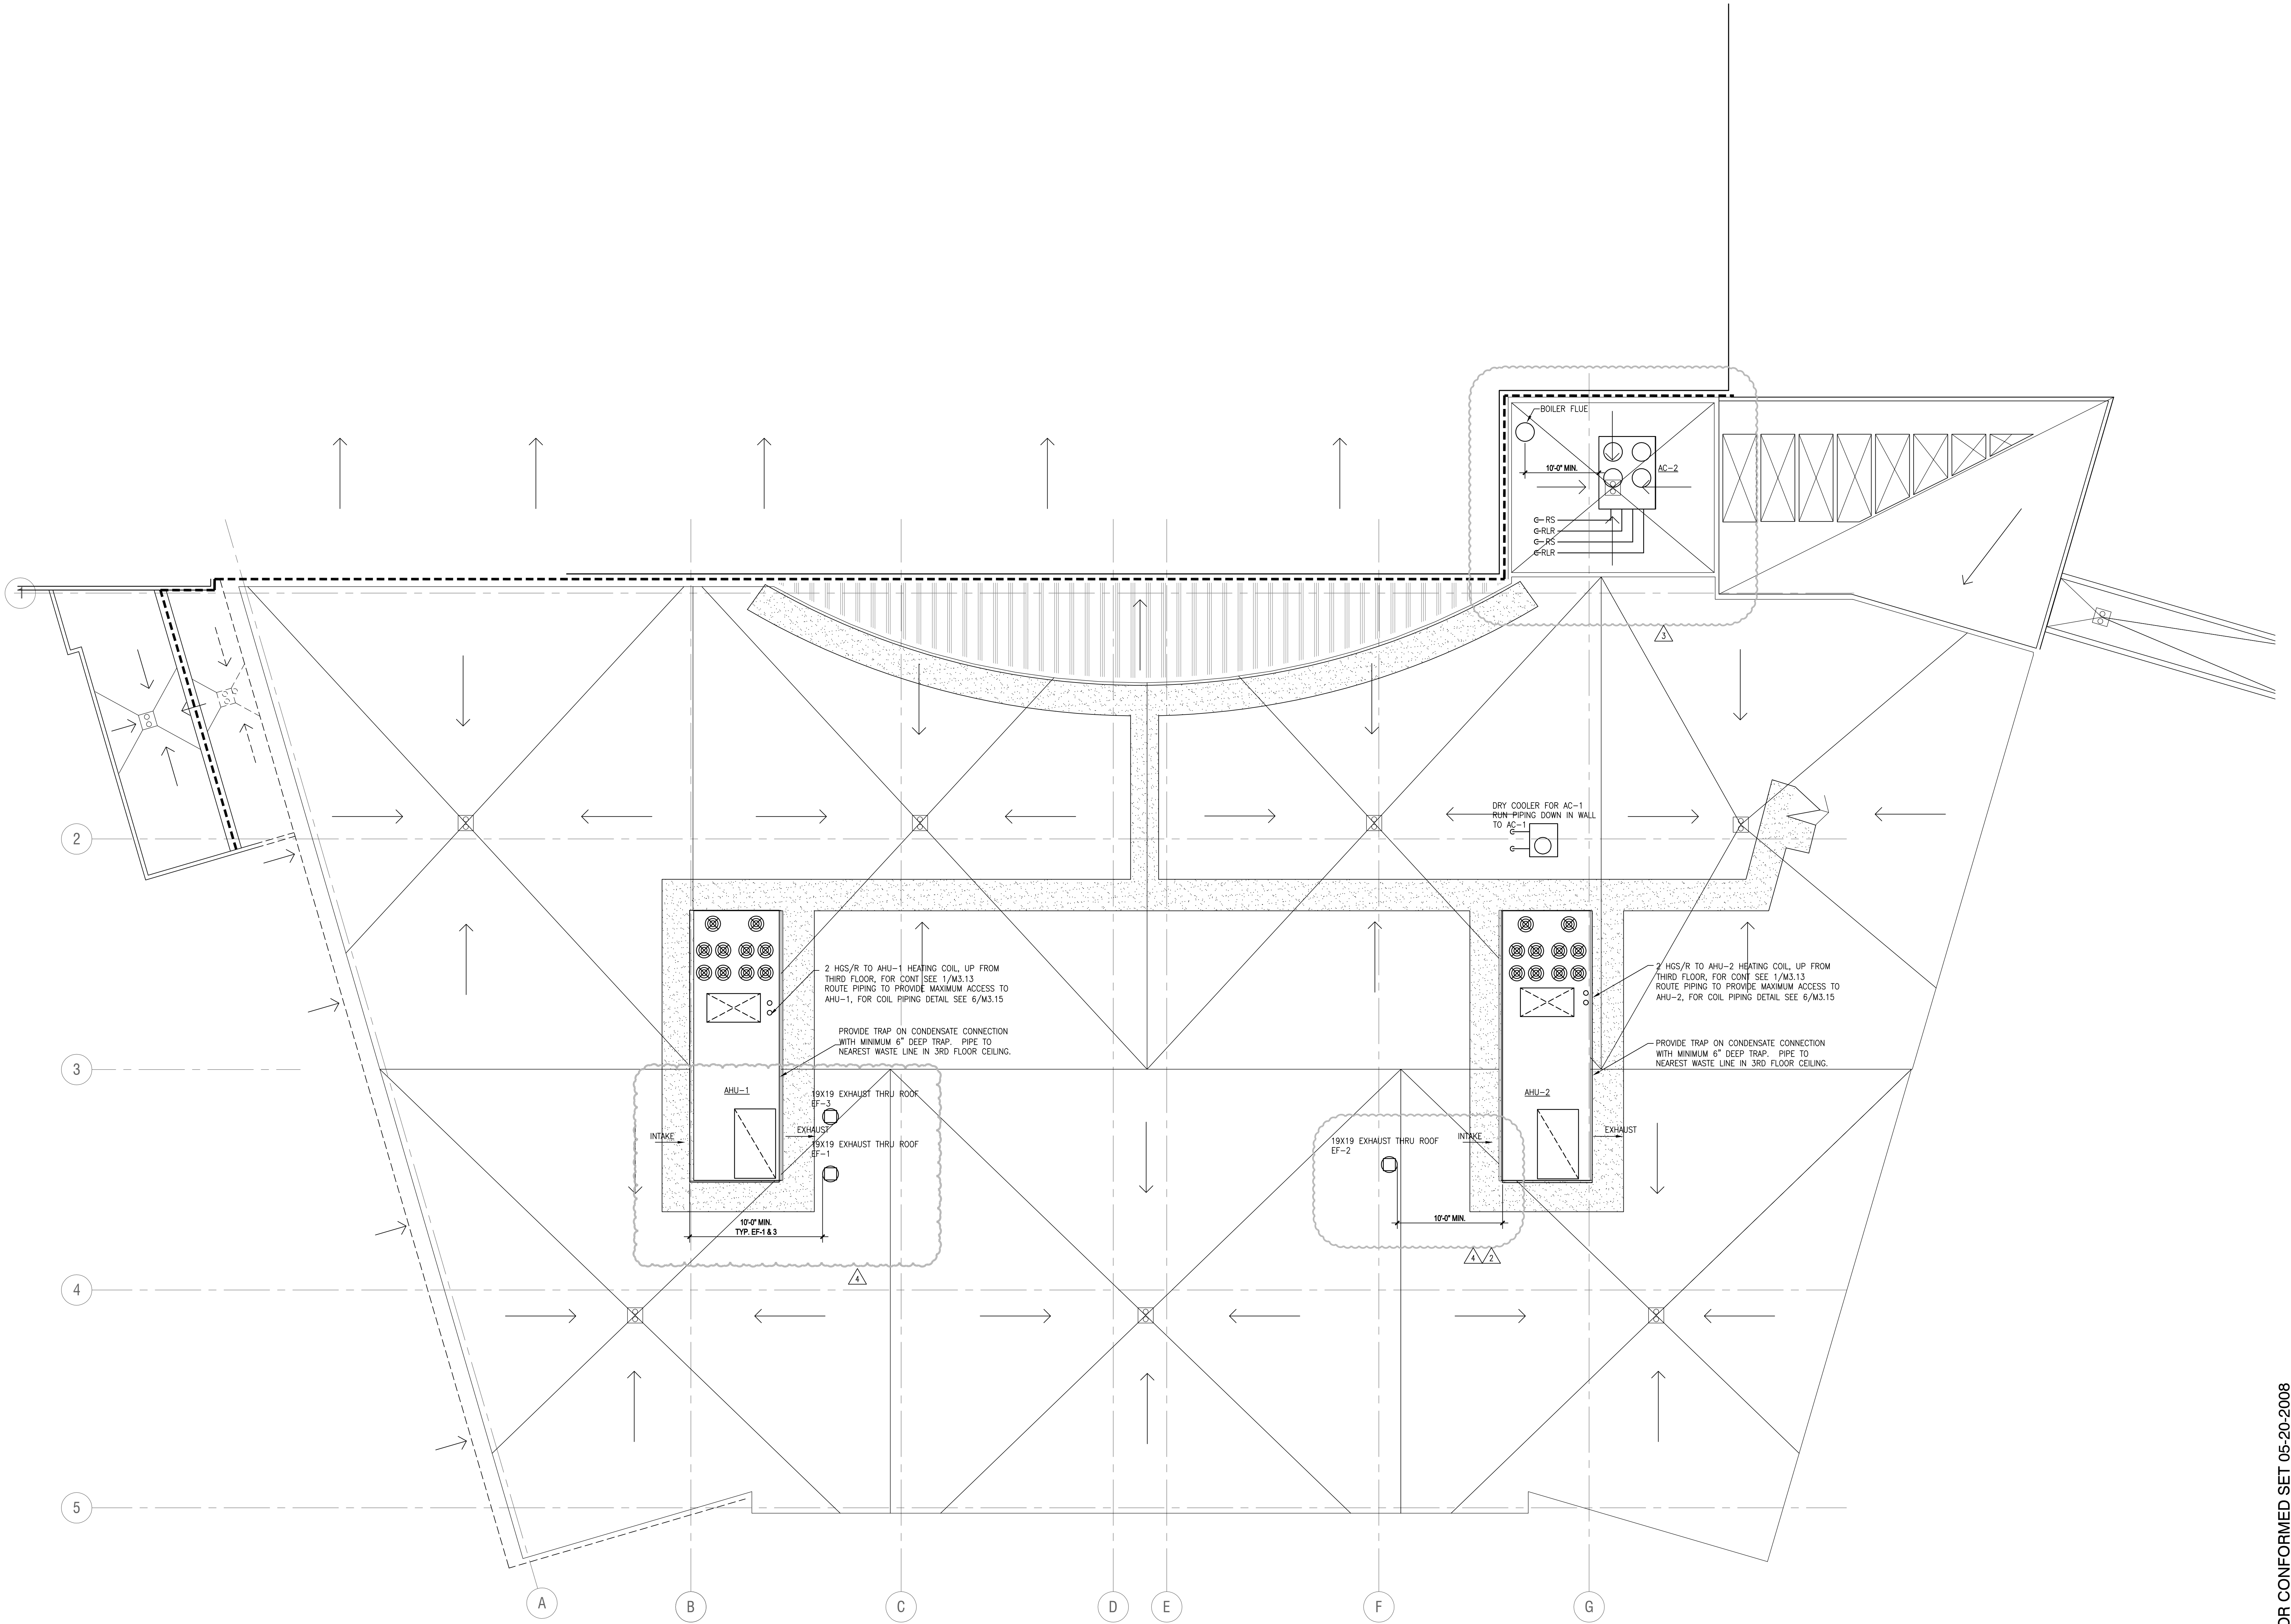 BOILER FLUE
10'-0" MIN.
AC-2
RS
RLR
RS
RLR
3
1
DRY COOLER FOR AC-1
RUN PIPING DOWN IN WALL
TO AC-1
2
2 HGS/R TO AHU-1 HEATING COIL, UP FROM
THIRD FLOOR, FOR CONT SEE 1/M3.13
ROUTE PIPING TO PROVIDE MAXIMUM ACCESS TO
AHU-1, FOR COIL PIPING DETAIL SEE 6/M3.15
2 HGS/R TO AHU-2 HEATING COIL, UP FROM
THIRD FLOOR, FOR CONT SEE 1/M3.13
ROUTE PIPING TO PROVIDE MAXIMUM ACCESS TO
AHU-2, FOR COIL PIPING DETAIL SEE 6/M3.15
PROVIDE TRAP ON CONDENSATE CONNECTION
WITH MINIMUM 6" DEEP TRAP. PIPE TO
NEAREST WASTE LINE IN 3RD FLOOR CEILING.
PROVIDE TRAP ON CONDENSATE CONNECTION
WITH MINIMUM 6" DEEP TRAP. PIPE TO
NEAREST WASTE LINE IN 3RD FLOOR CEILING.
3
AHU-1
19X19 EXHAUST THRU ROOF
EF-3
INTAKE
EXHAUST
19X19 EXHAUST THRU ROOF
EF-1
10'-0" MIN.
TYP. EF-1 & 3
4
AHU-2
19X19 EXHAUST THRU ROOF
EF-2
INTAKE
EXHAUST
10'-0" MIN.
4
2
4
5
A
B
C
D
E
F
G
OR CONFORMED SET 05-20-2008